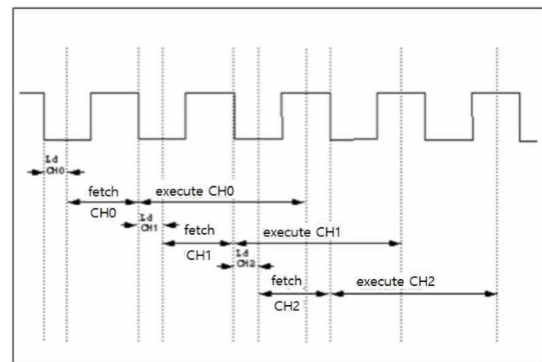 Ld
CH0
fetch
execute CH0
CH0
Ld
CH1
fetch
execute CH1
CH1
Ld
CH2
fetch
execute CH2
CH2